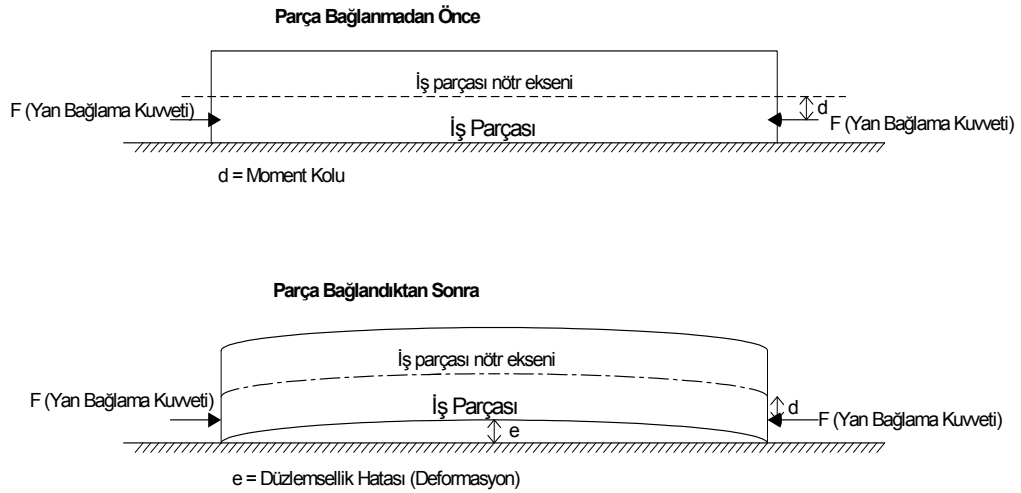 Parça Bağlanmadan Önce
İş parçası nötr ekseni
F (Yan Bağlama Kuvveti)
d
F (Yan Bağlama Kuvveti)
İş Parçası
d = Moment Kolu
Parça Bağlandıktan Sonra
İş parçası nötr ekseni
F (Yan Bağlama Kuvveti)
İş Parçası
d
F (Yan Bağlama Kuvveti)
e
e = Düzlemsellik Hatası (Deformasyon)